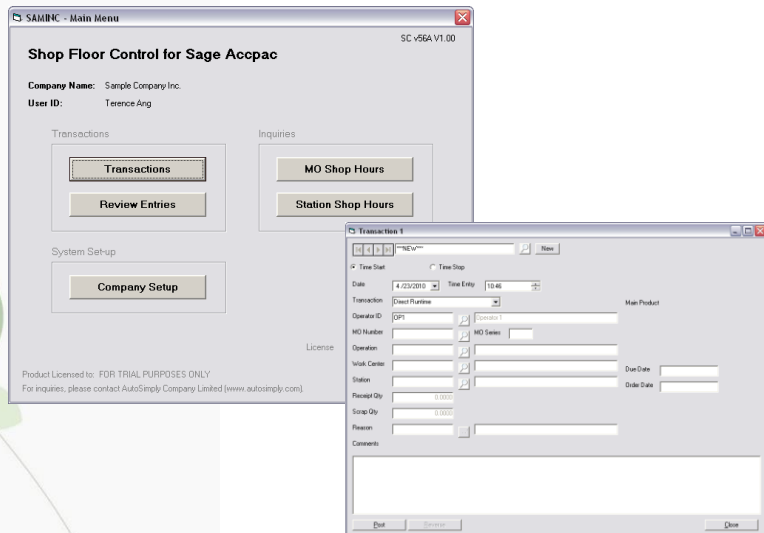 SAMINC - Main Menu
SC v56A V1.00
Shop Floor Control for Sage Accpac
Company Name: Sample Company Inc.
User ID: Terence Ang
Transactions
Inquiries
Transactions
MO Shop Hours
Review Entries
Station Shop Hours
System Set-up
Company Setup
License
Product Licensed to: FOR TRIAL PURPOSES ONLY
For inquiries, please contact AutoSimply Company Limited (www.autosimply.com).
Transaction 1
***NEW*** New
Time Start Time Stop
Date 4 /23/2010 Time Entry 10:46
Transaction Direct Runtime Main Product
Operator ID OP1 Operator 1
MO Number MO Series
Operation
Work Center Due Date
Station Order Date
Receipt Qty 0.0000
Scrap Qty 0.0000
Reason
Comments
Post Reverse Close